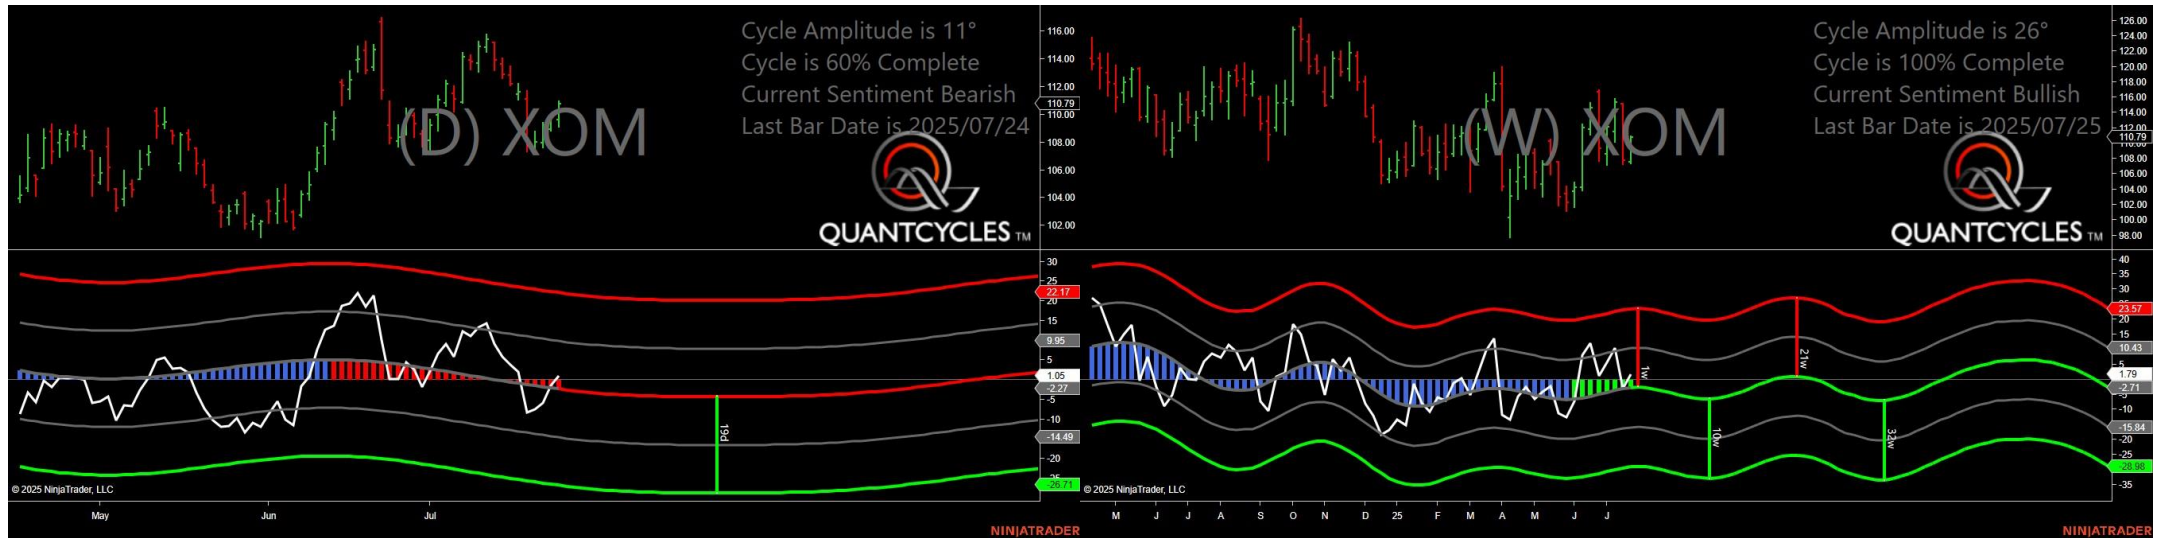 Cycle Amplitude is 11°
Cycle is 60% Complete
Current Sentiment Bearish
Last Bar Date is 2025/07/24
(D) XOM
QUANTCYCLES TM
116.00
114.00
112.00
110.79
110.00
108.00
106.00
104.00
102.00
30
25
22.17
20
15
9.95
5
1.05
-2.27
-5
-10
-14.49
-20
-26.71
19d
© 2025 NinjaTrader, LLC
May Jun Jul
NINJATRADER
Cycle Amplitude is 26°
Cycle is 100% Complete
Current Sentiment Bullish
Last Bar Date is 2025/07/25
(W) XOM
QUANTCYCLES TM
126.00
124.00
122.00
120.00
118.00
116.00
114.00
112.00
110.79
108.00
106.00
104.00
102.00
100.00
98.00
40
35
30
23.57
20
15
10.43
5
1.79
-2.71
-10
-15.84
-20
-25
-28.98
-35
1w
10w
21w
32w
© 2025 NinjaTrader, LLC
M J J A S O N D 25 F M A M J J
NINJATRADER